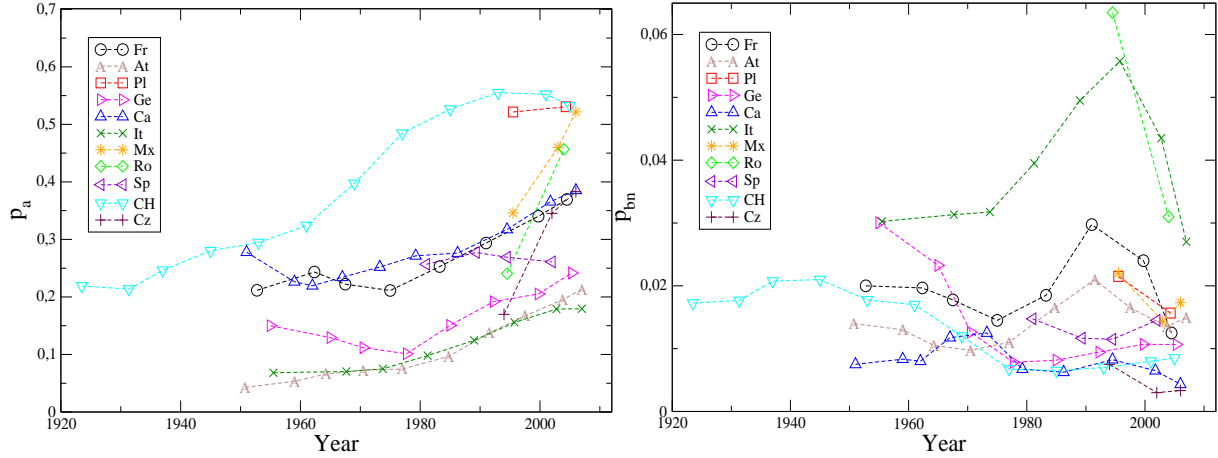 0,7
0,6
0,5
0,4
0,3
0,2
0,1
0
p_a
Fr
At
Pl
Ge
Ca
It
Mx
Ro
Sp
CH
Cz
1920 1940 1960 1980 2000
Year
0,06
0,04
0,02
0
p_bn
Fr
At
Pl
Ge
Ca
It
Mx
Ro
Sp
CH
Cz
1920 1940 1960 1980 2000
Year